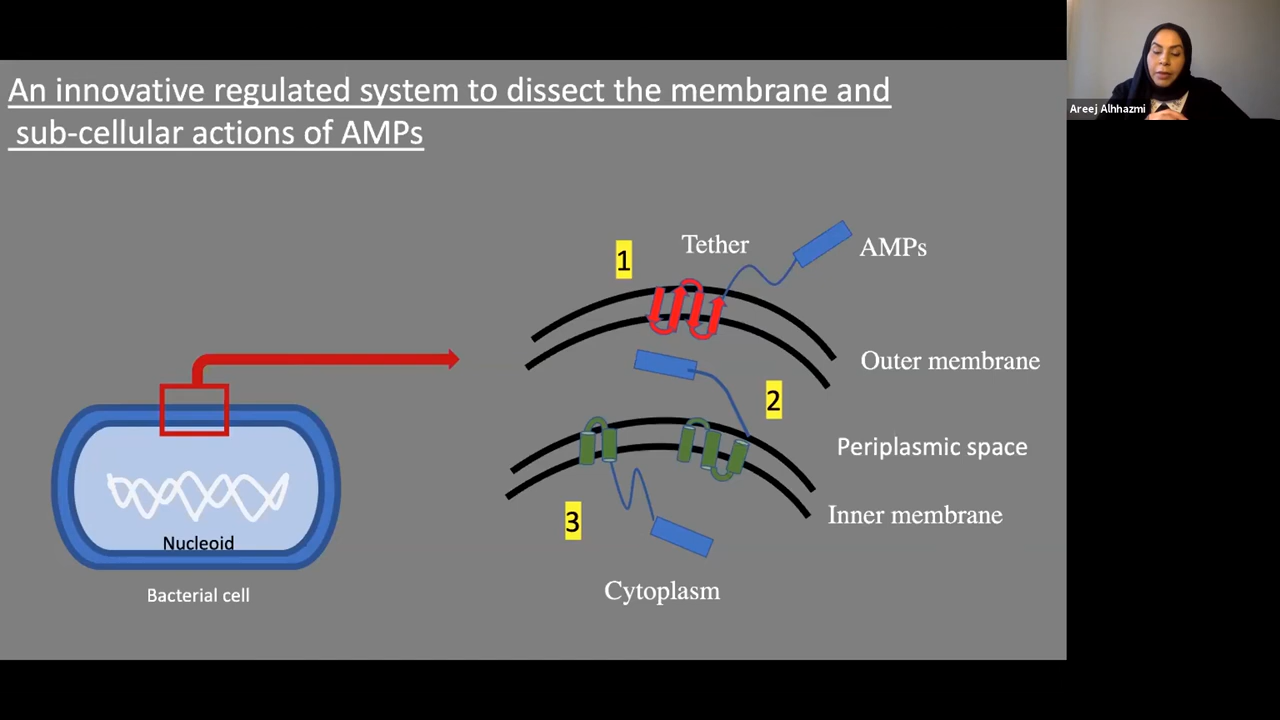 An innovative regulated system to dissect the membrane and
sub-cellular actions of AMPs
Areej Alhhazmi
1
Tether
AMPs
Outer membrane
2
Periplasmic space
Inner membrane
3
Cytoplasm
Nucleoid
Bacterial cell